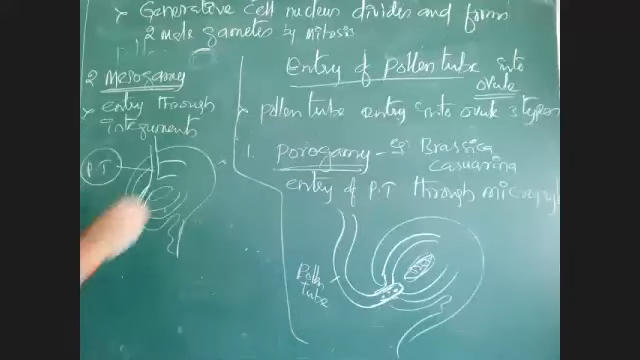 Generative cell nucleus divides and forms
2 male gametes by mitosis
2 Mesogamy
entry through
integuments
P.T
Entry of Pollen tube into
ovule
pollen tube entry into ovule 3 types
1. Porogamy - eg Brassica
Casuarina
entry of P.T through micropyl
Pollen
tube